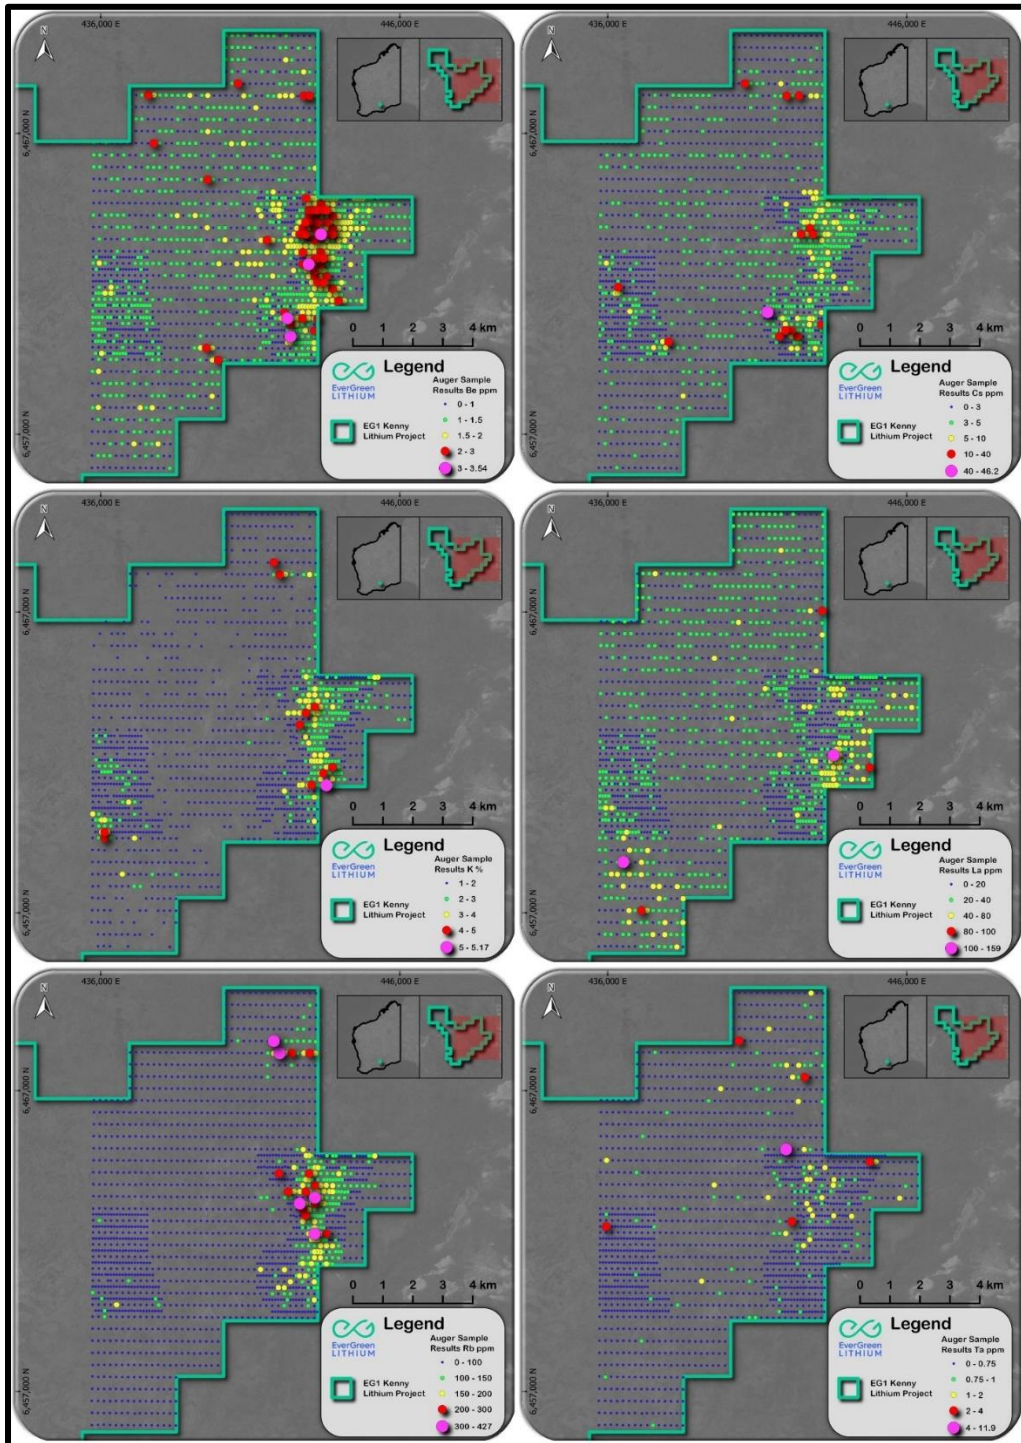 436,000 E
446,000 E
N
6,467,000 N
6,457,000 N
0 1 2 3 4 km
Legend
EverGreen
LITHIUM
Auger Sample
Results Be ppm
EG1 Kenny
Lithium Project
0 - 1
1 - 1.5
1.5 - 2
2 - 3
3 - 3.54
436,000 E
446,000 E
N
6,467,000 N
6,457,000 N
0 1 2 3 4 km
Legend
EverGreen
LITHIUM
Auger Sample
Results Cs ppm
EG1 Kenny
Lithium Project
0 - 3
3 - 5
5 - 10
10 - 40
40 - 46.2
436,000 E
446,000 E
N
6,467,000 N
6,457,000 N
0 1 2 3 4 km
Legend
EverGreen
LITHIUM
Auger Sample
Results K %
EG1 Kenny
Lithium Project
1 - 2
2 - 3
3 - 4
4 - 5
5 - 5.17
436,000 E
446,000 E
N
6,467,000 N
6,457,000 N
0 1 2 3 4 km
Legend
EverGreen
LITHIUM
Auger Sample
Results La ppm
EG1 Kenny
Lithium Project
0 - 20
20 - 40
40 - 80
80 - 100
100 - 159
436,000 E
446,000 E
N
6,467,000 N
6,457,000 N
0 1 2 3 4 km
Legend
EverGreen
LITHIUM
Auger Sample
Results Rb ppm
EG1 Kenny
Lithium Project
0 - 100
100 - 150
150 - 200
200 - 300
300 - 427
436,000 E
446,000 E
N
6,467,000 N
6,457,000 N
0 1 2 3 4 km
Legend
EverGreen
LITHIUM
Auger Sample
Results Ta ppm
EG1 Kenny
Lithium Project
0 - 0.75
0.75 - 1
1 - 2
2 - 4
4 - 11.9